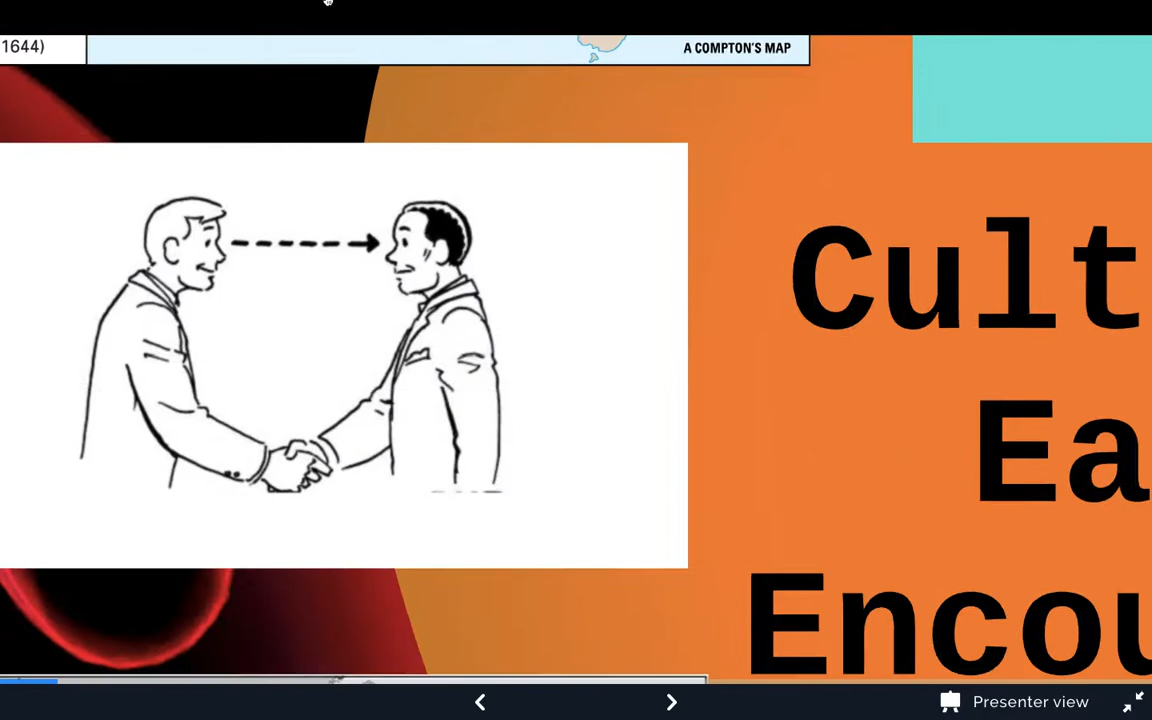 1644)
A COMPTON'S MAP
Cult
Ea
Encou
Presenter view